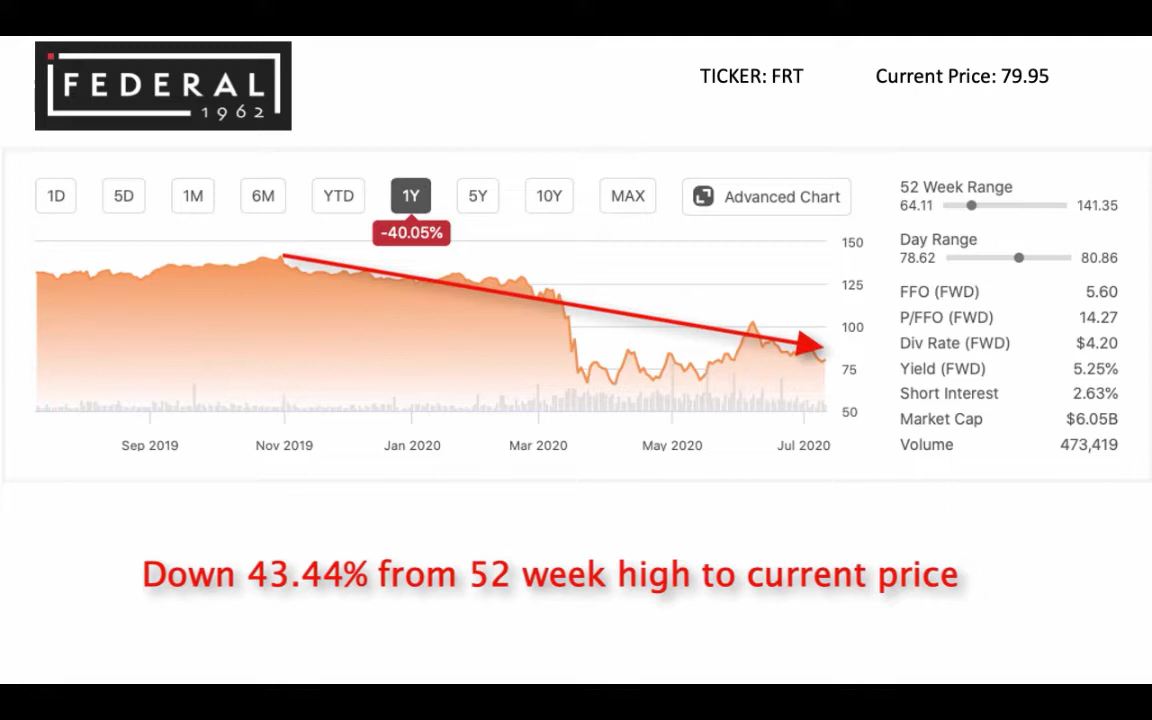 FEDERAL
1962
TICKER: FRT
Current Price: 79.95
1D 5D 1M 6M YTD 1Y 5Y 10Y MAX Advanced Chart
-40.05%
150
125
100
75
50
Sep 2019 Nov 2019 Jan 2020 Mar 2020 May 2020 Jul 2020
52 Week Range
64.11 141.35
Day Range
78.62 80.86
FFO (FWD) 5.60
P/FFO (FWD) 14.27
Div Rate (FWD) $4.20
Yield (FWD) 5.25%
Short Interest 2.63%
Market Cap $6.05B
Volume 473,419
Down 43.44% from 52 week high to current price